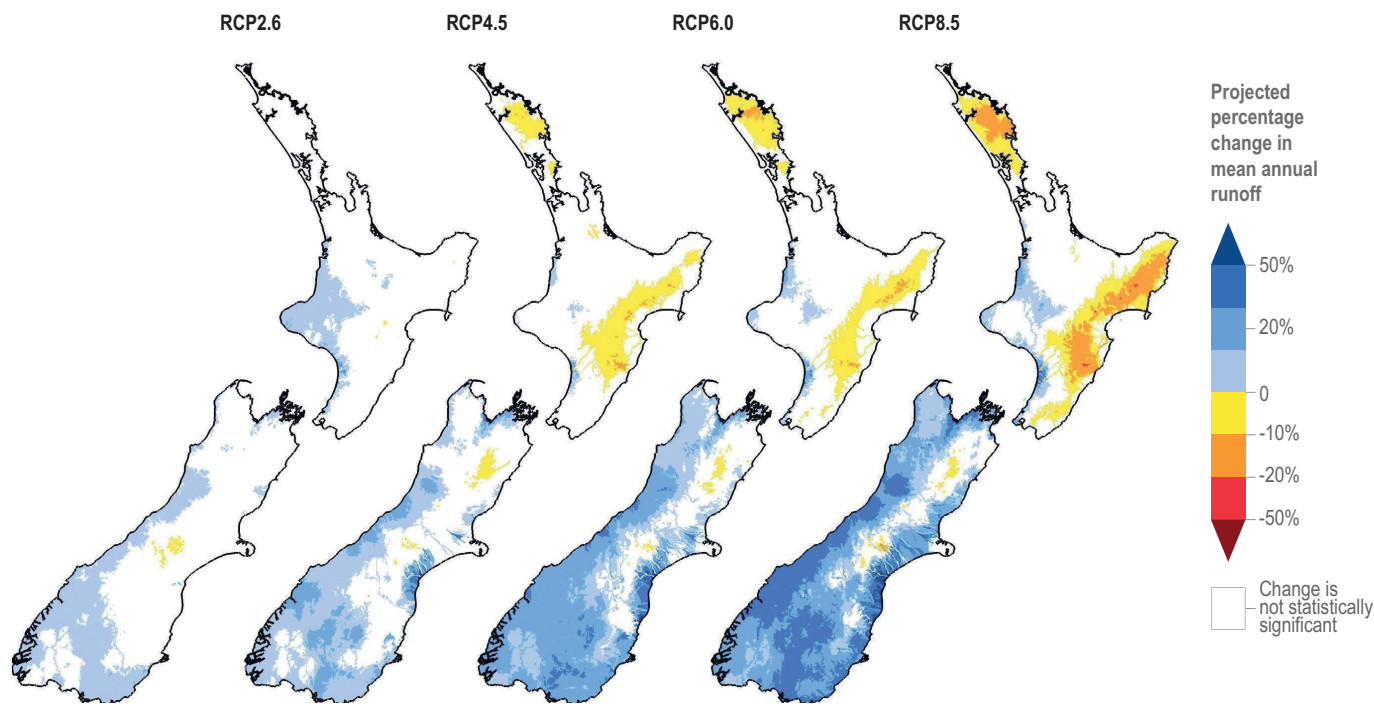 RCP2.6
RCP4.5
RCP6.0
RCP8.5
Projected
percentage
change in
mean annual
runoff
50%
20%
0
-10%
-20%
-50%
Change is
not statistically
significant